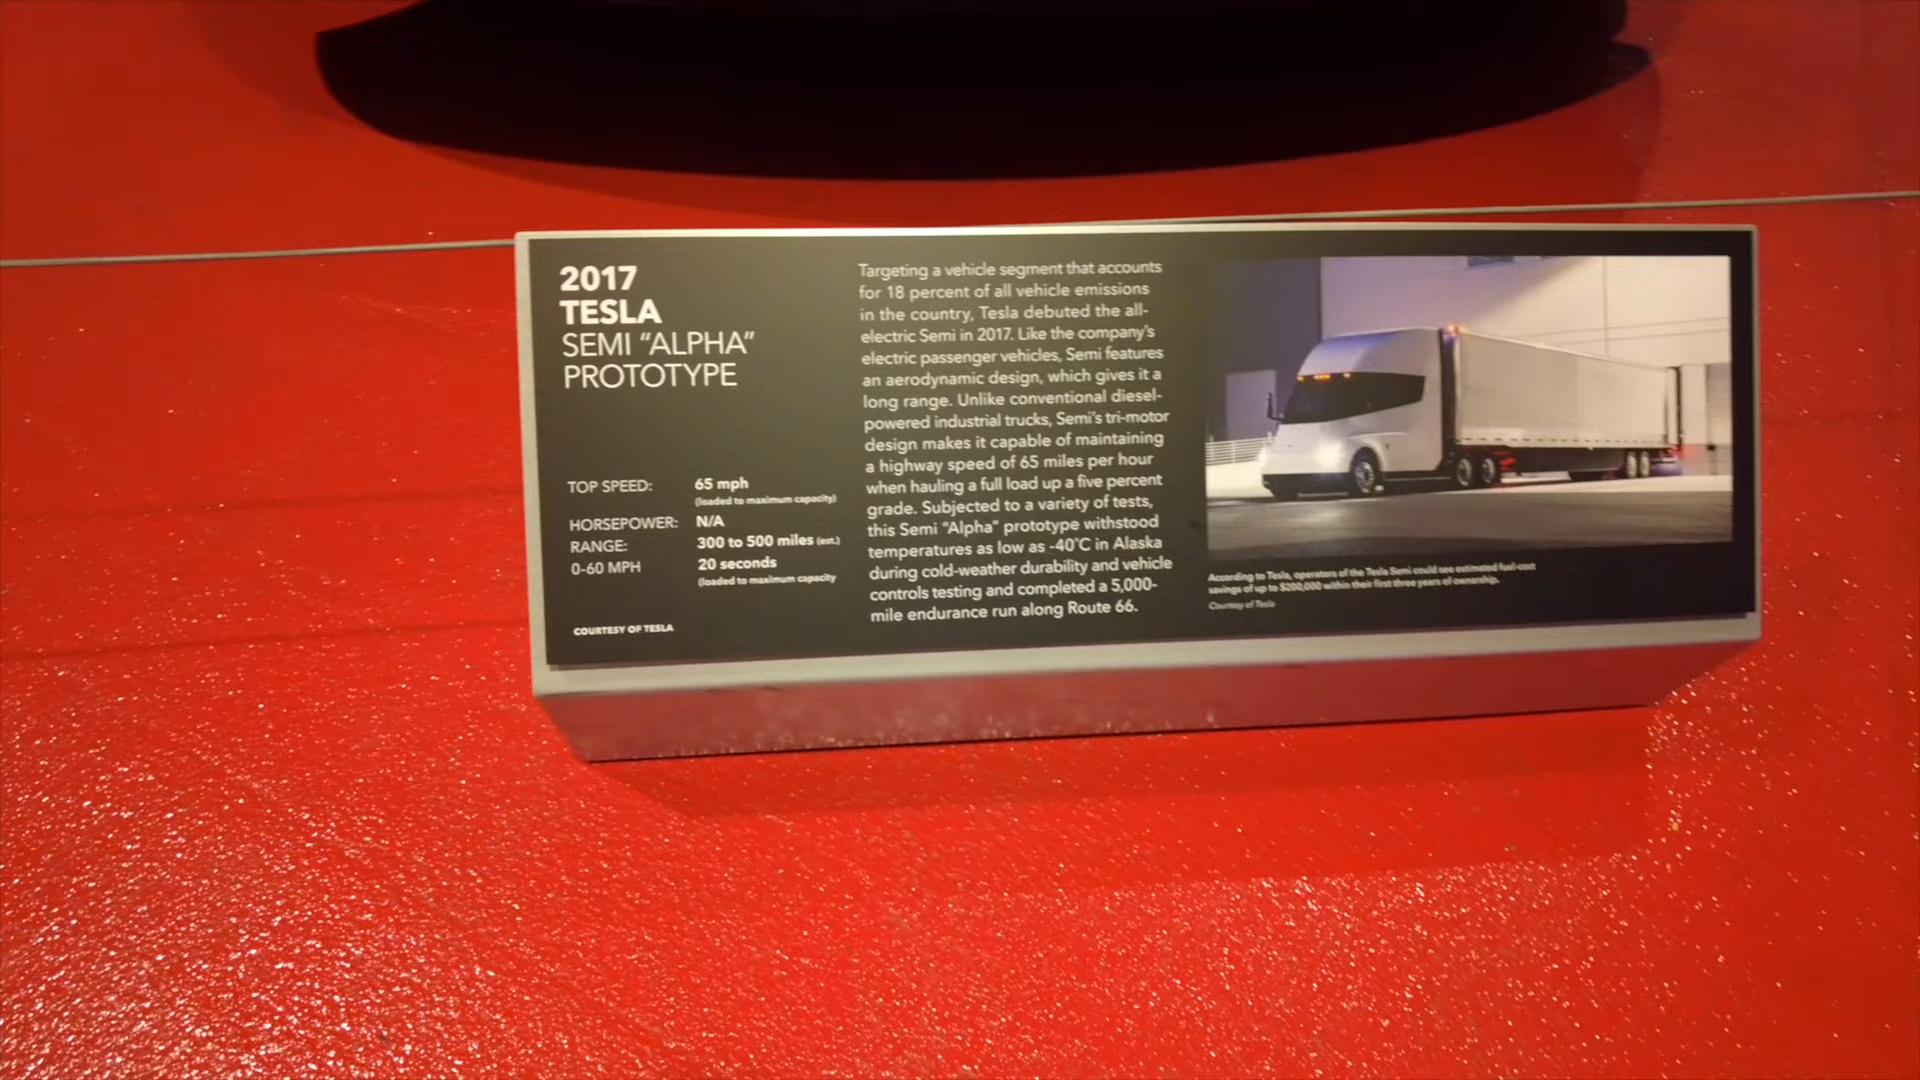 2017
TESLA
SEMI “ALPHA”
PROTOTYPE
TOP SPEED: 65 mph
(loaded to maximum capacity)
HORSEPOWER: N/A
RANGE: 300 to 500 miles (est.)
0-60 MPH 20 seconds
(loaded to maximum capacity
COURTESY OF TESLA
Targeting a vehicle segment that accounts
for 18 percent of all vehicle emissions
in the country, Tesla debuted the all-
electric Semi in 2017. Like the company’s
electric passenger vehicles, Semi features
an aerodynamic design, which gives it a
long range. Unlike conventional diesel-
powered industrial trucks, Semi’s tri-motor
design makes it capable of maintaining
a highway speed of 65 miles per hour
when hauling a full load up a five percent
grade. Subjected to a variety of tests,
this Semi “Alpha” prototype withstood
temperatures as low as -40°C in Alaska
during cold-weather durability and vehicle
controls testing and completed a 5,000-
mile endurance run along Route 66.
According to Tesla, operators of the Tesla Semi could see estimated fuel-cost
savings of up to $200,000 within their first three years of ownership.
Courtesy of Tesla